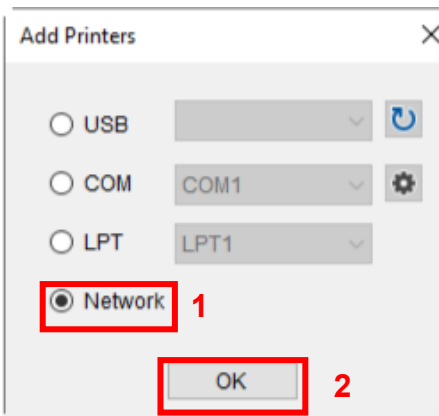 Add Printers
USB
COM COM1
LPT LPT1
Network 1
OK 2